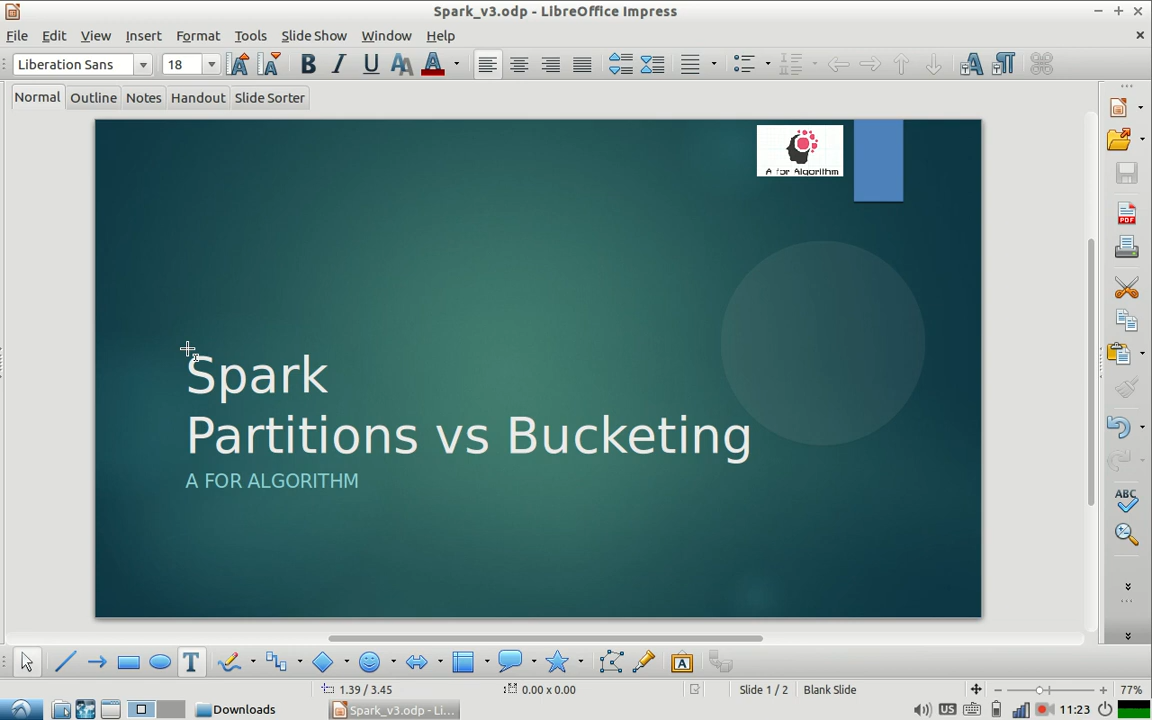 Spark_v3.odp - LibreOffice Impress
File Edit View Insert Format Tools Slide Show Window Help
Liberation Sans 18
Normal Outline Notes Handout Slide Sorter
A for Algorithm
Spark
Partitions vs Bucketing
A FOR ALGORITHM
1.39 / 3.45 0.00 x 0.00 Slide 1 / 2 Blank Slide 77%
Downloads Spark_v3.odp - Li... US 11:23